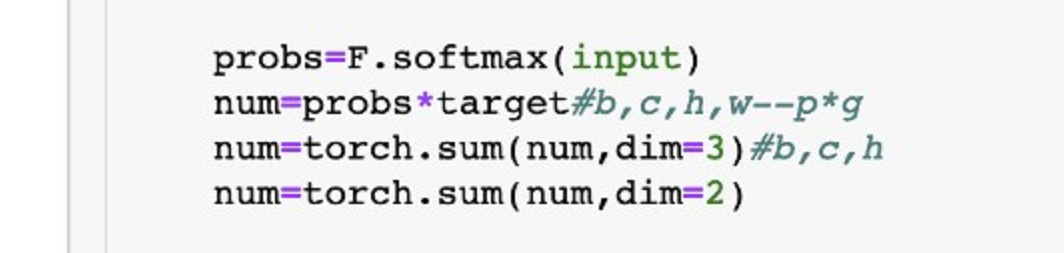 probs=F.softmax(input)
num=probs*target#b,c,h,w--p*g
num=torch.sum(num,dim=3)#b,c,h
num=torch.sum(num,dim=2)